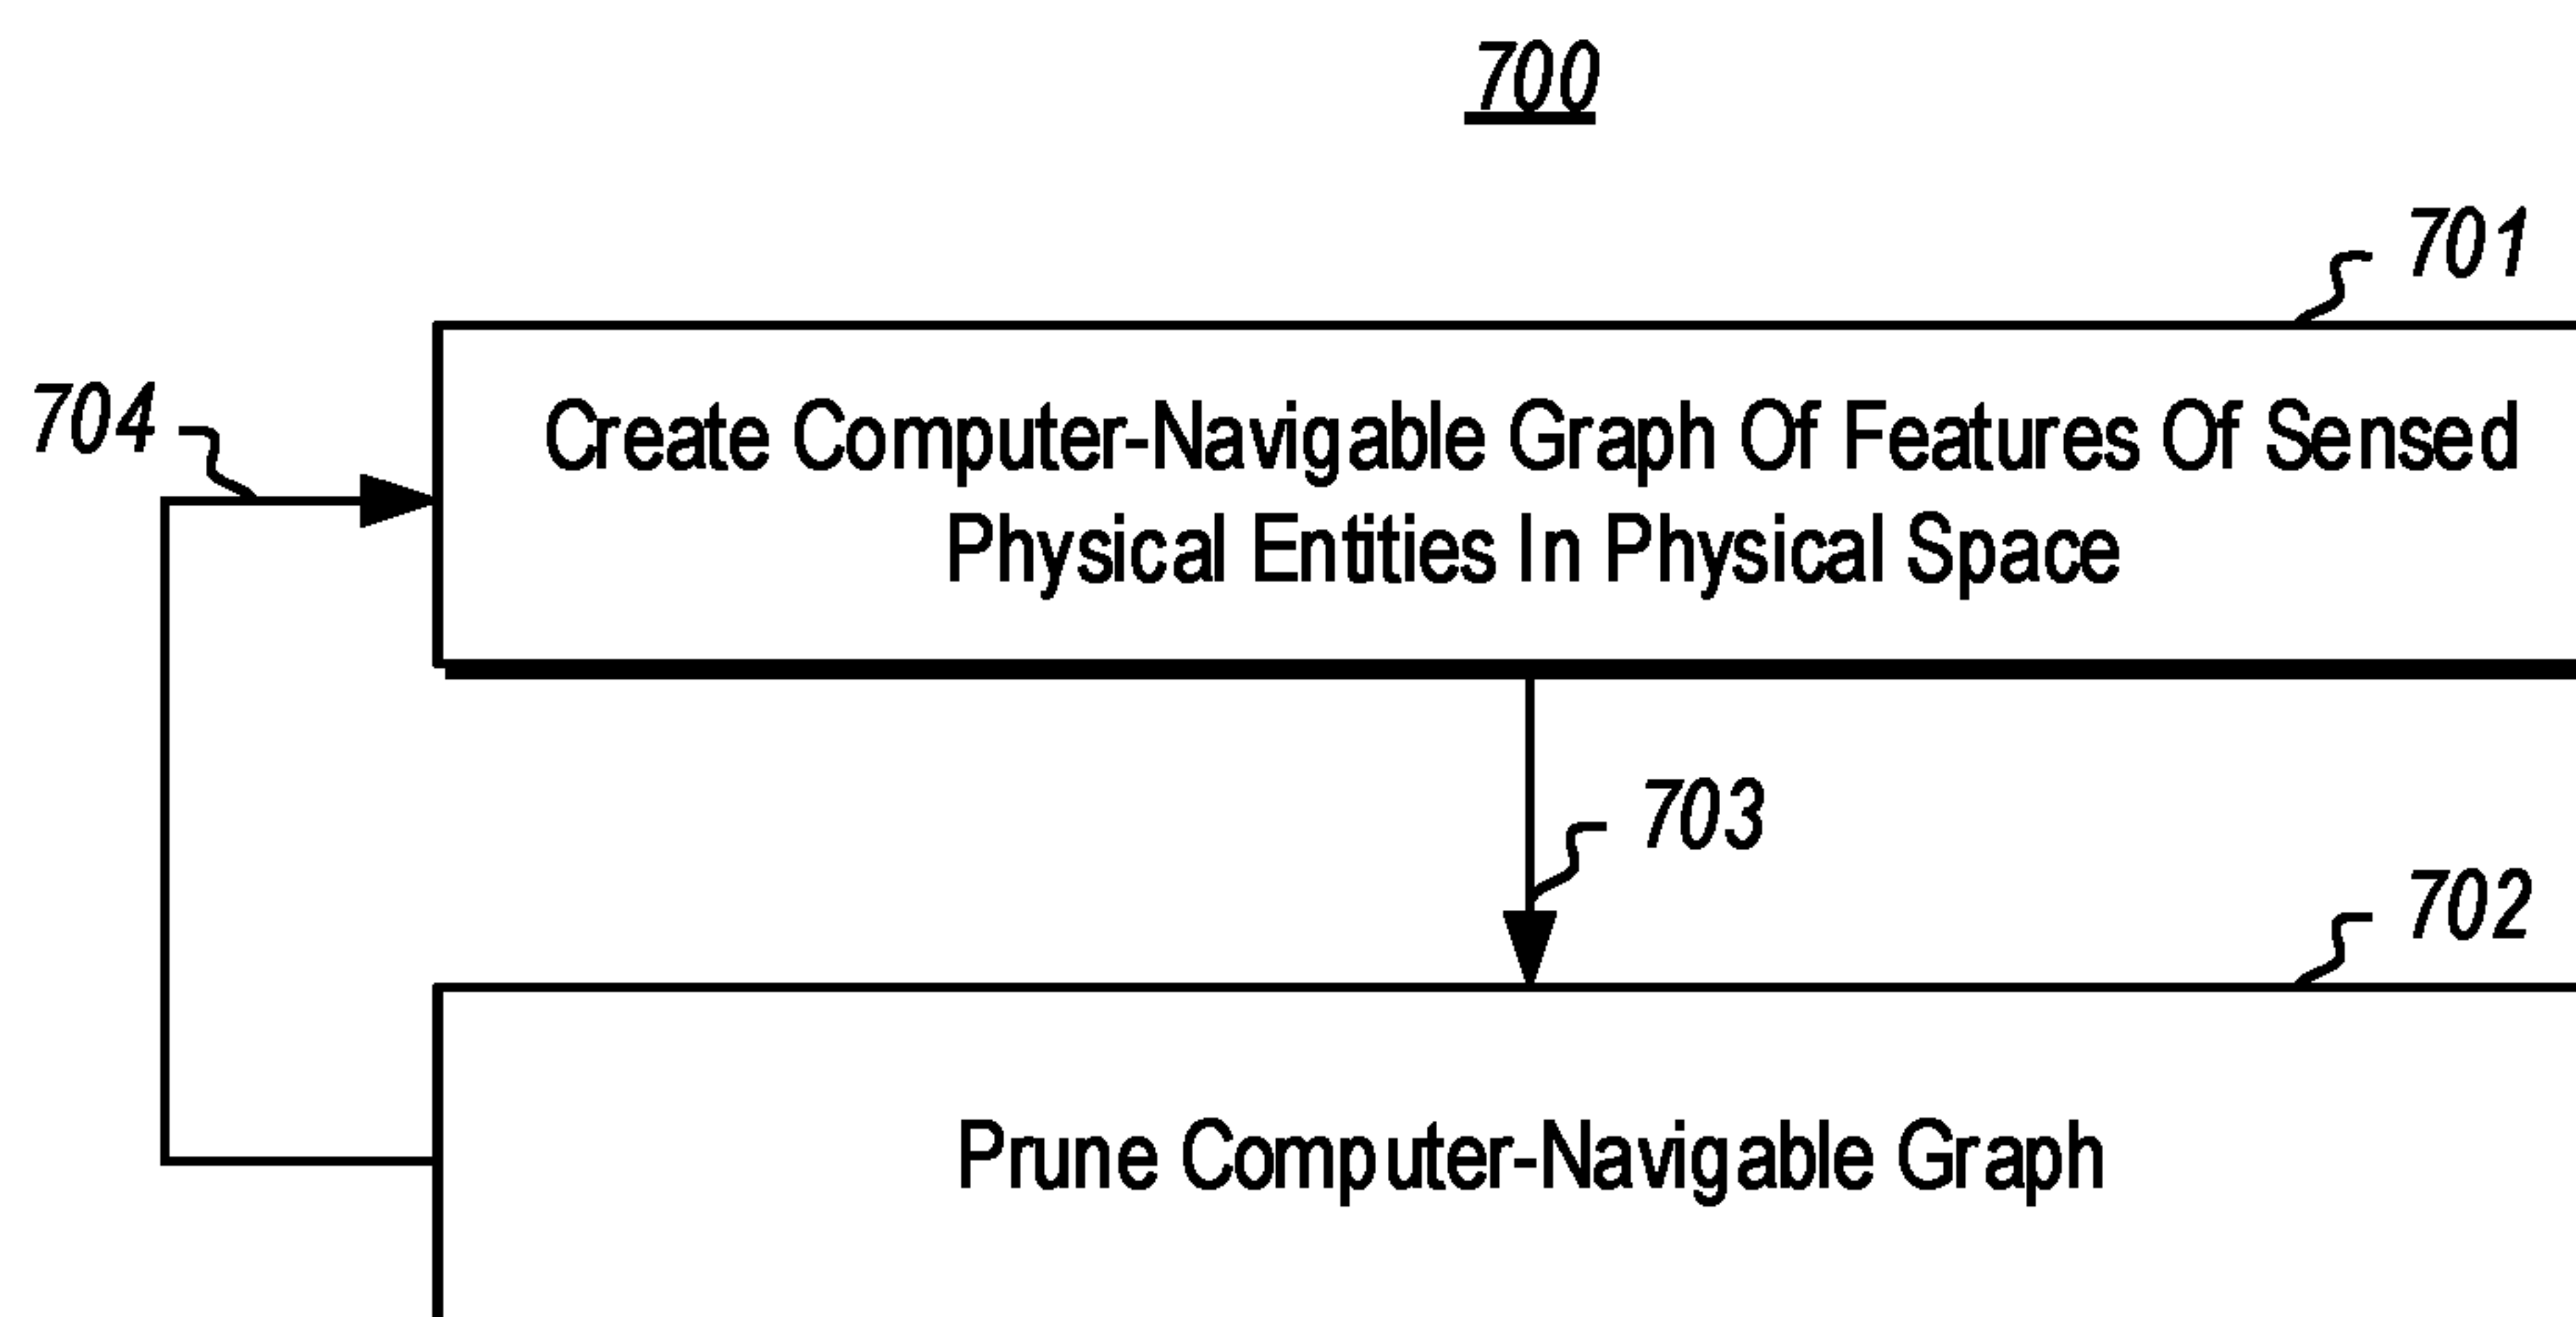 700
701
704
Create Computer-Navigable Graph Of Features Of Sensed
Physical Entities In Physical Space
703
702
Prune Computer-Navigable Graph